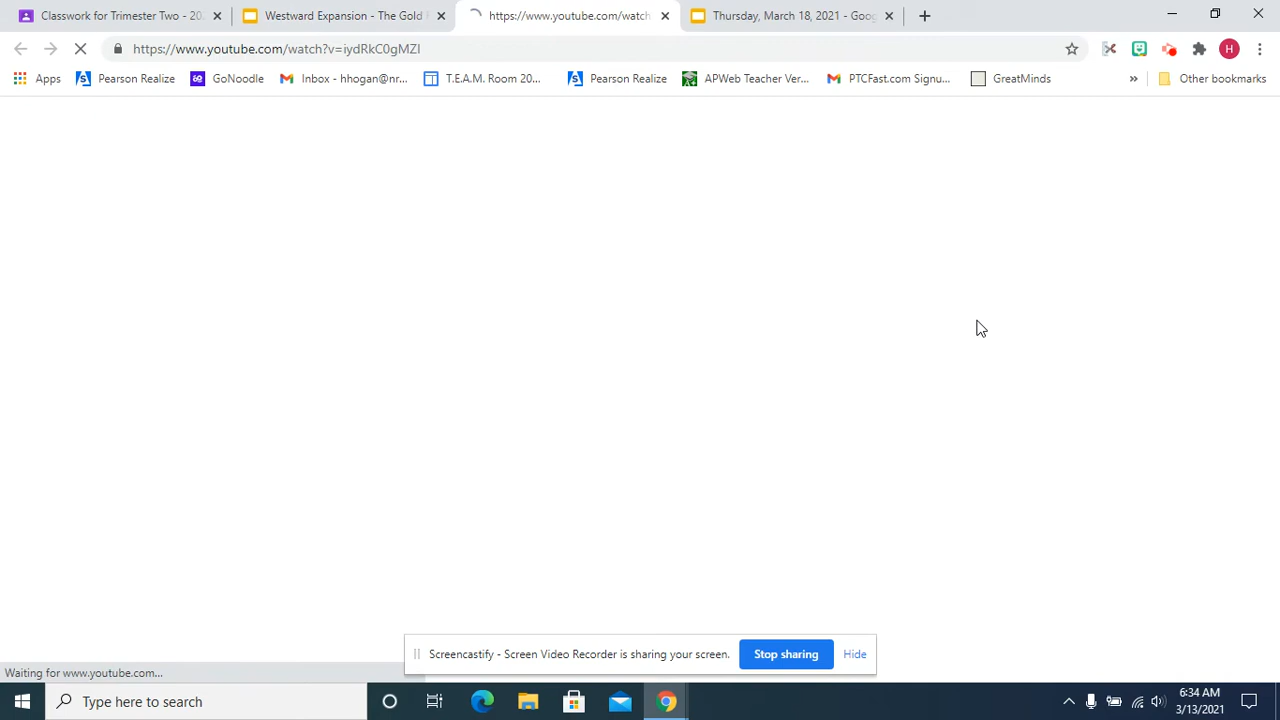 Classwork for Trimester Two - 20
Westward Expansion - The Gold
https://www.youtube.com/watch
Thursday, March 18, 2021 - Goog
https://www.youtube.com/watch?v=iydRkC0gMZI
H
Apps
Pearson Realize
GoNoodle
Inbox - hhogan@nr...
T.E.A.M. Room 20...
Pearson Realize
APWeb Teacher Ver...
PTCFast.com Signu...
GreatMinds
»
Other bookmarks
Screencastify - Screen Video Recorder is sharing your screen.
Stop sharing
Hide
Waiting for www.youtube.com...
Type here to search
6:34 AM
3/13/2021